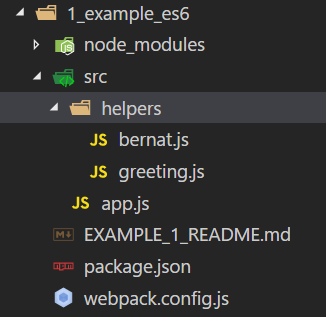 1_example_es6
node_modules
src
helpers
JS bernat.js
JS greeting.js
JS app.js
EXAMPLE_1_README.md
package.json
webpack.config.js